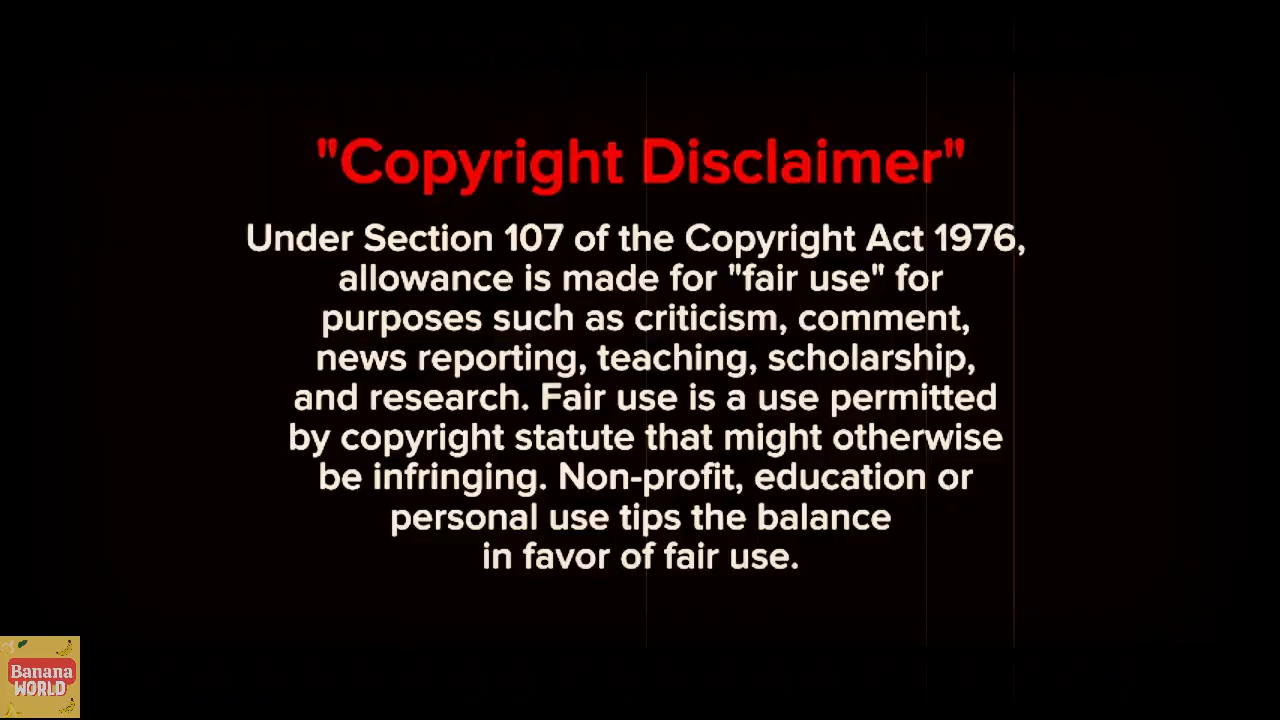 "Copyright Disclaimer"
Under Section 107 of the Copyright Act 1976,
allowance is made for "fair use" for
purposes such as criticism, comment,
news reporting, teaching, scholarship,
and research. Fair use is a use permitted
by copyright statute that might otherwise
be infringing. Non-profit, education or
personal use tips the balance
in favor of fair use.
Banana
WORLD